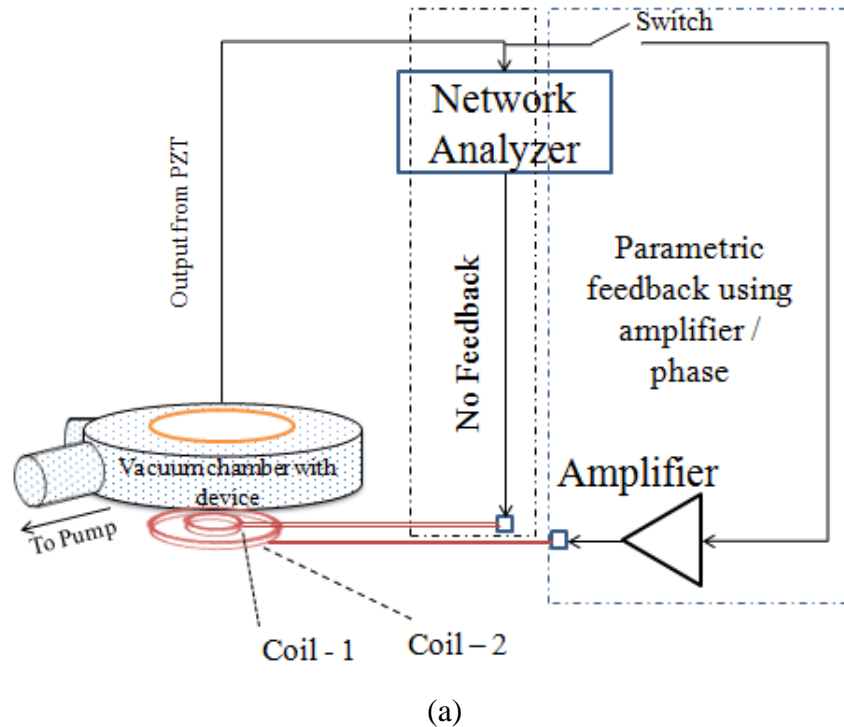 Switch
Network
Analyzer
Output from PZT
No Feedback
Parametric
feedback using
amplifier /
phase
Amplifier
Vacuum chamber with
device
To Pump
Coil - 1
Coil – 2
(a)